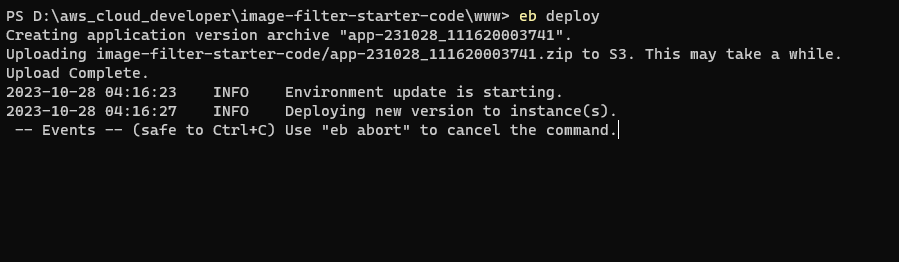 PS D:\aws_cloud_developer\image-filter-starter-code\www> eb deploy
Creating application version archive "app-231028_111620003741".
Uploading image-filter-starter-code/app-231028_111620003741.zip to S3. This may take a while.
Upload Complete.
2023-10-28 04:16:23    INFO    Environment update is starting.
2023-10-28 04:16:27    INFO    Deploying new version to instance(s).
 -- Events -- (safe to Ctrl+C) Use "eb abort" to cancel the command.